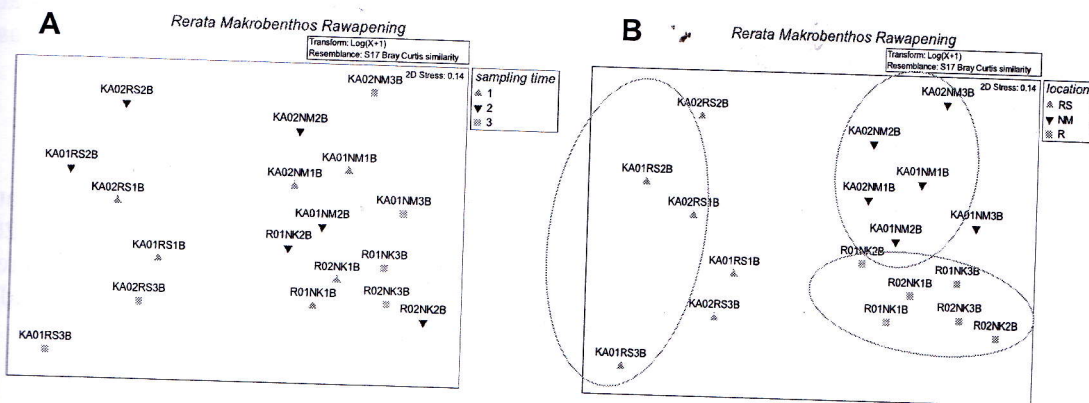 A
Rerata Makrobenthos Rawapening
Transform: Log(X+1)
Resemblance: S17 Bray Curtis similarity
2D Stress: 0.14
sampling time
1
2
3
KA02NM3B
KA02RS2B
KA02NM2B
KA01RS2B
KA01NM1B
KA02NM1B
KA02RS1B
KA01NM3B
KA01NM2B
R01NK2B
KA01RS1B
R01NK3B
R02NK1B
KA02RS3B
R01NK1B
R02NK3B
R02NK2B
KA01RS3B
B
Rerata Makrobenthos Rawapening
Transform: Log(X+1)
Resemblance: S17 Bray Curtis similarity
2D Stress: 0.14
location
RS
NM
R
KA02NM3B
KA02RS2B
KA02NM2B
KA01RS2B
KA01NM1B
KA02NM1B
KA02RS1B
KA01NM3B
KA01NM2B
R01NK2B
KA01RS1B
R01NK3B
R02NK1B
KA02RS3B
R01NK1B
R02NK3B
R02NK2B
KA01RS3B